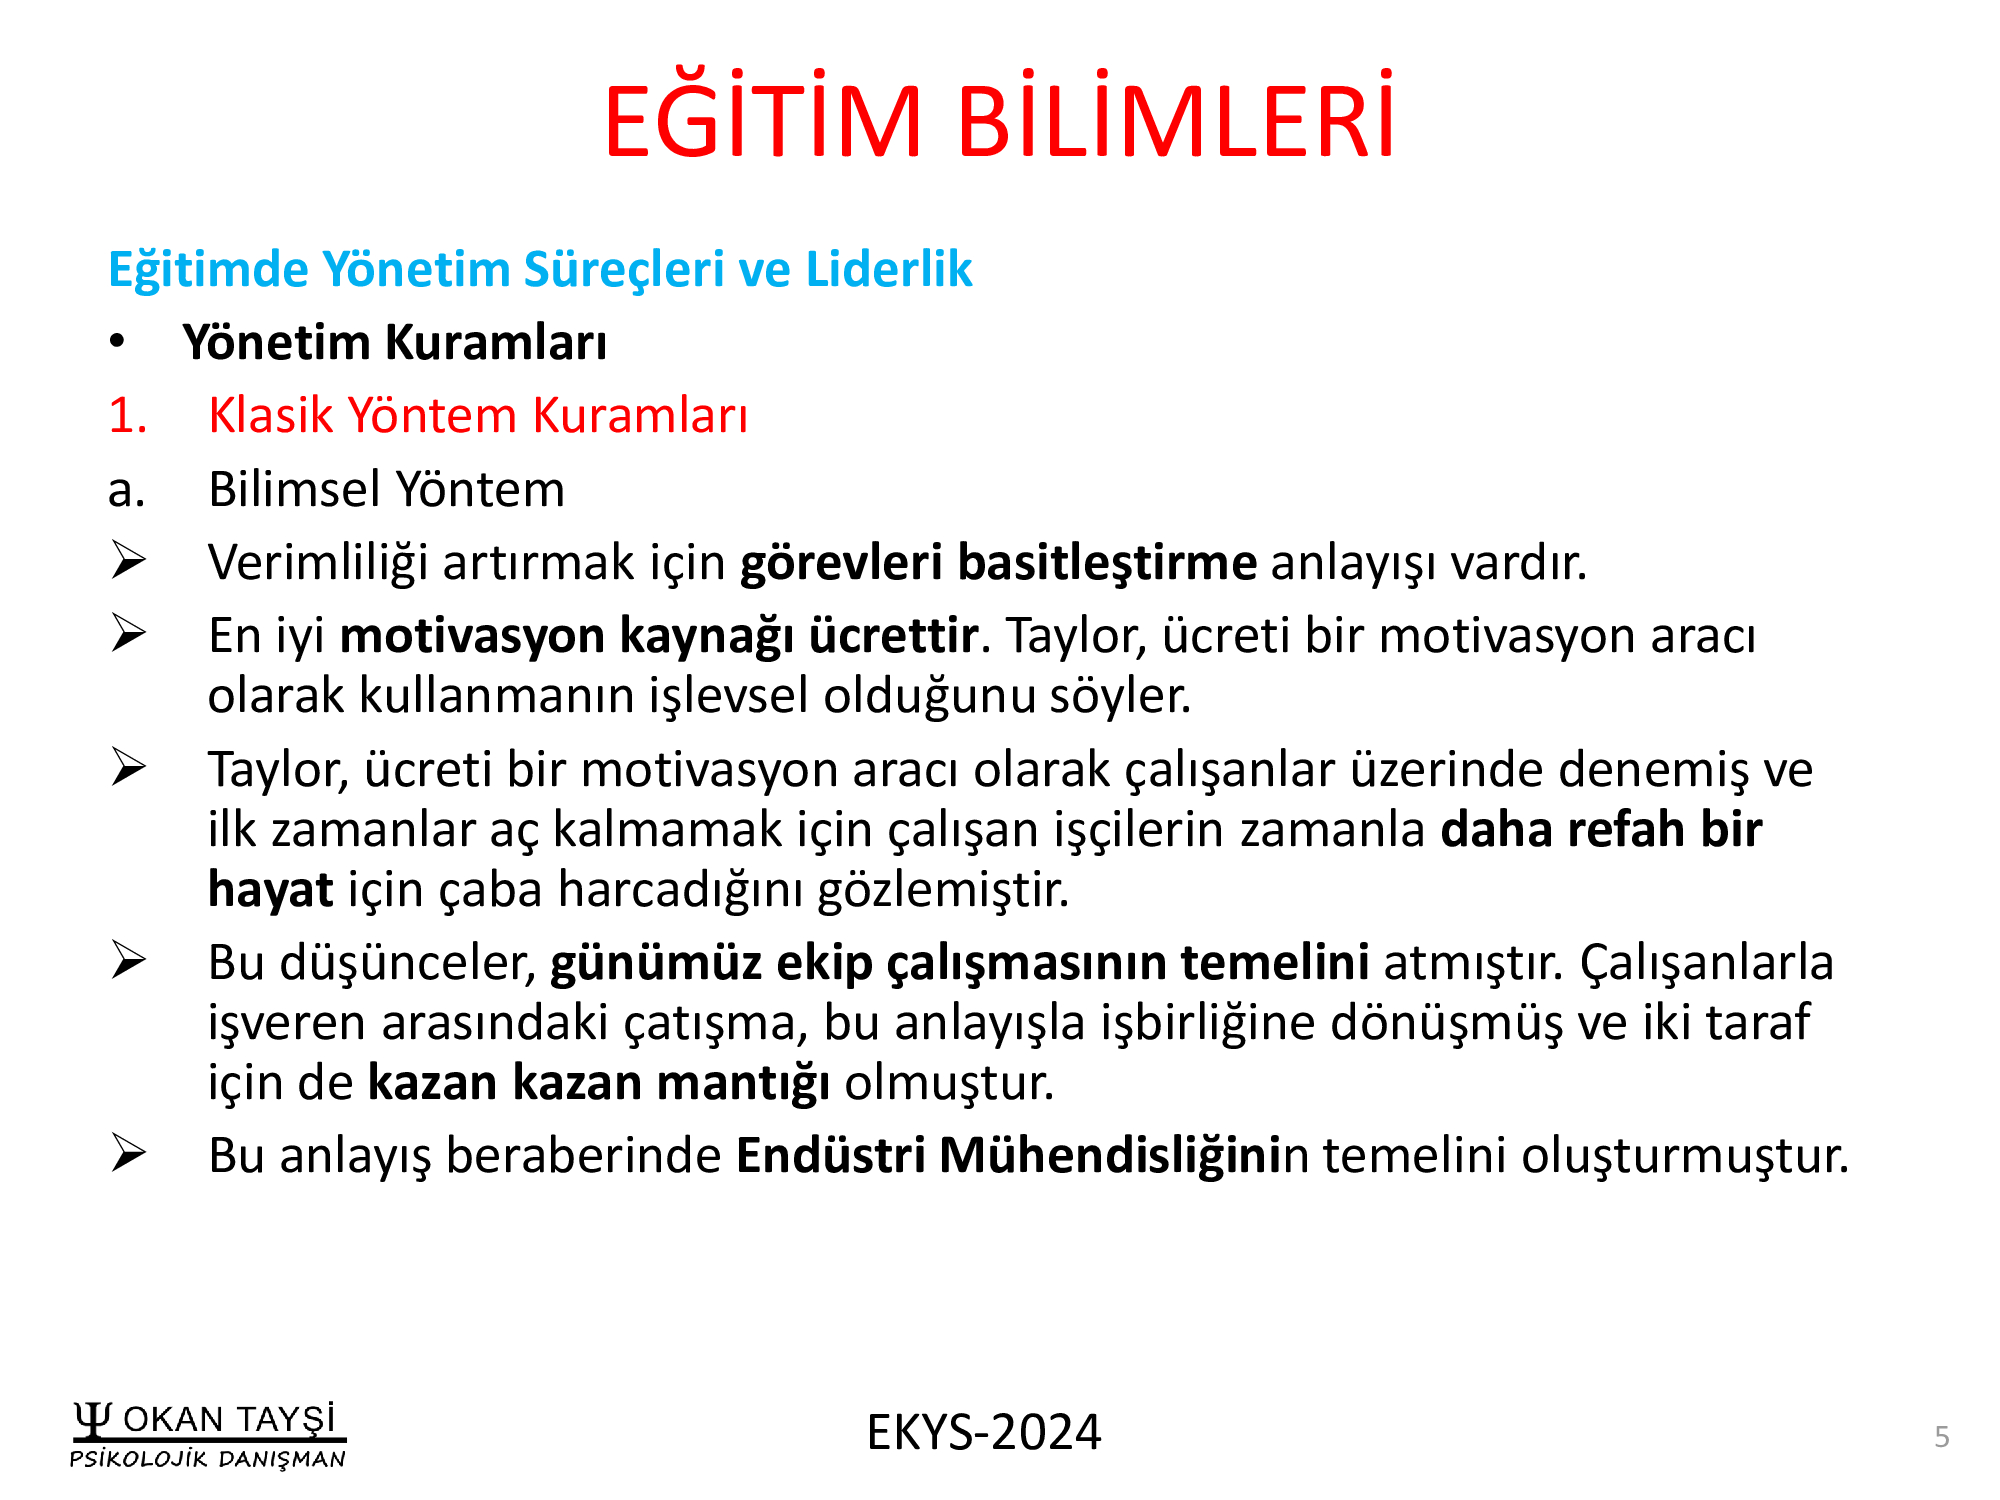 EĞİTİM BİLİMLERİ
Eğitimde Yönetim Süreçleri ve Liderlik
• Yönetim Kuramları
1. Klasik Yöntem Kuramları
a. Bilimsel Yöntem
➢ Verimliliği artırmak için görevleri basitleştirme anlayışı vardır.
➢ En iyi motivasyon kaynağı ücrettir. Taylor, ücreti bir motivasyon aracı
olarak kullanmanın işlevsel olduğunu söyler.
➢ Taylor, ücreti bir motivasyon aracı olarak çalışanlar üzerinde denemiş ve
ilk zamanlar aç kalmamak için çalışan işçilerin zamanla daha refah bir
hayat için çaba harcadığını gözlemiştir.
➢ Bu düşünceler, günümüz ekip çalışmasının temelini atmıştır. Çalışanlarla
işveren arasındaki çatışma, bu anlayışla işbirliğine dönüşmüş ve iki taraf
için de kazan kazan mantığı olmuştur.
➢ Bu anlayış beraberinde Endüstri Mühendisliğinin temelini oluşturmuştur.
Ψ OKAN TAYŞİ
PSİKOLOJİK DANIŞMAN
EKYS-2024
5